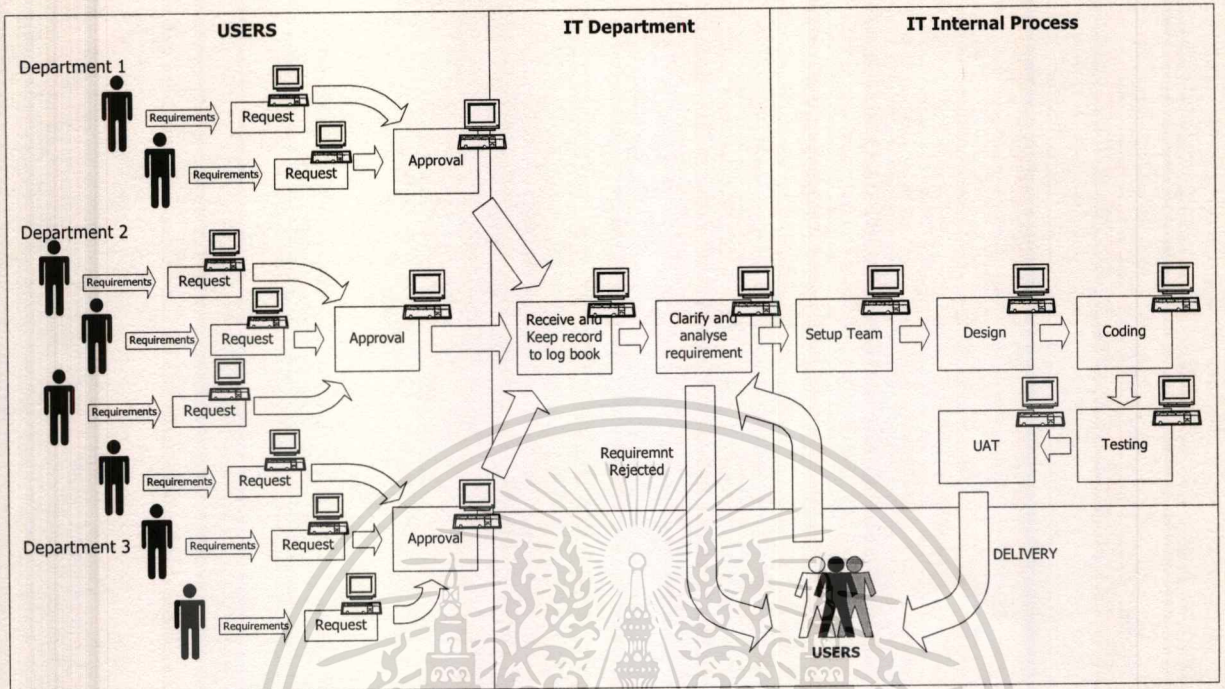 USERS
IT Department
IT Internal Process
Department 1
Requirements
Request
Requirements
Request
Approval
Department 2
Requirements
Request
Requirements
Request
Approval
Requirements
Request
Requirements
Request
Department 3
Requirements
Request
Approval
Requirements
Request
Receive and
Keep record
to log book
Clarify and
analyse
requirement
Setup Team
Design
Coding
UAT
Testing
Requiremnt
Rejected
DELIVERY
USERS